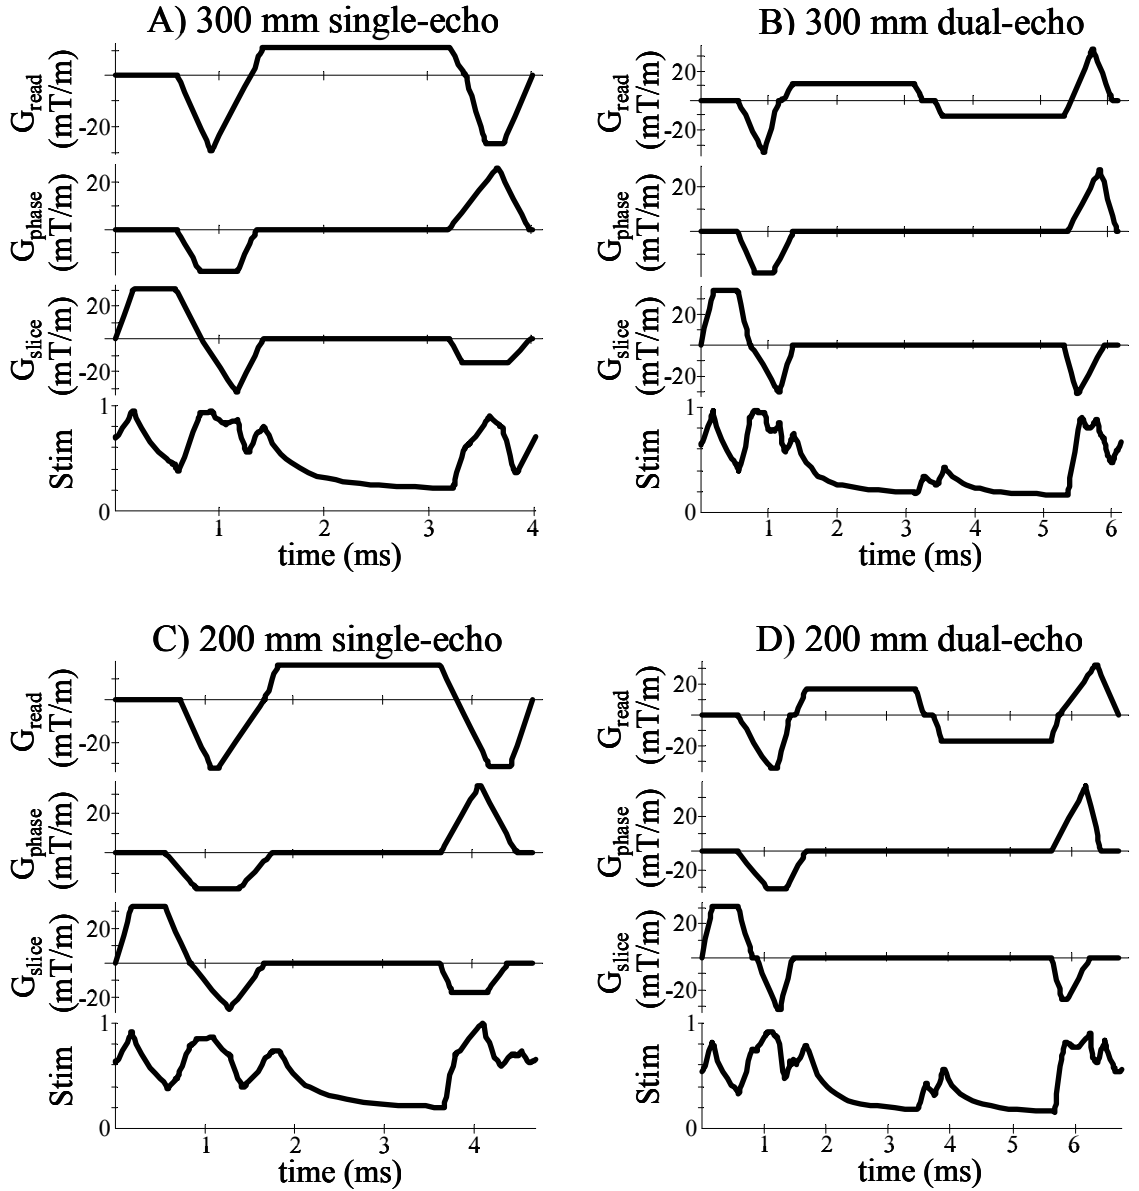 A) 300 mm single-echo
G_read (mT/m)
-20
G_phase (mT/m)
20
G_slice (mT/m)
20
-20
Stim
1
0
1 2 3 4
time (ms)
B) 300 mm dual-echo
G_read (mT/m)
20
-20
G_phase (mT/m)
20
G_slice (mT/m)
20
-20
Stim
1
0
1 2 3 4 5 6
time (ms)
C) 200 mm single-echo
G_read (mT/m)
-20
G_phase (mT/m)
20
G_slice (mT/m)
20
-20
Stim
1
0
1 2 3 4
time (ms)
D) 200 mm dual-echo
G_read (mT/m)
20
-20
G_phase (mT/m)
20
-20
G_slice (mT/m)
20
-20
Stim
1
0
1 2 3 4 5 6
time (ms)